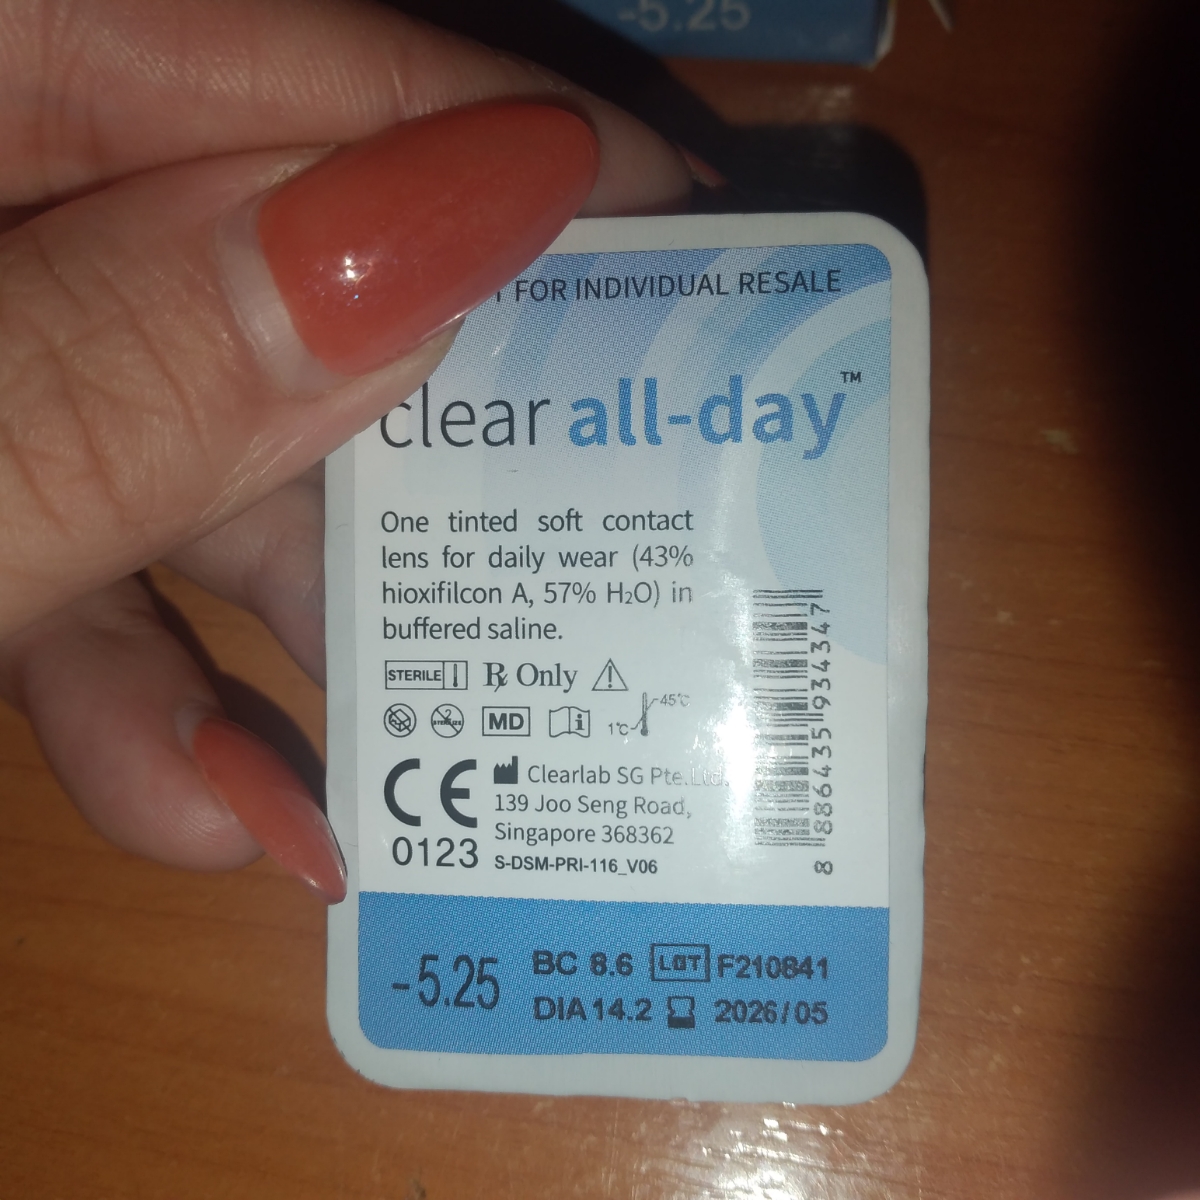 -5.25
FOR INDIVIDUAL RESALE
clear all-day™
One tinted soft contact
lens for daily wear (43%
hioxifilcon A, 57% H₂O) in
buffered saline.
STERILE ℞ Only
MD i 1°C 45°C
CE Clearlab SG Pte.Ltd.
139 Joo Seng Road,
Singapore 368362
0123 S-DSM-PRI-116_V06
8 886435 934347
-5.25 BC 8.6 LOT F210841
DIA 14.2 2026/05